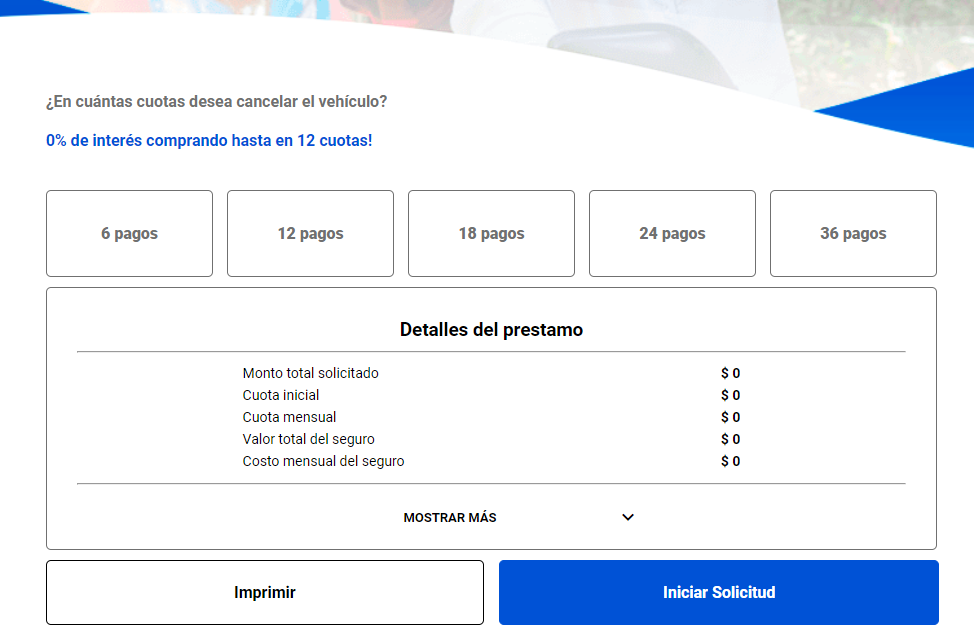 ¿En cuántas cuotas desea cancelar el vehículo?
0% de interés comprando hasta en 12 cuotas!
6 pagos 12 pagos 18 pagos 24 pagos 36 pagos
Detalles del prestamo
Monto total solicitado $ 0
Cuota inicial $ 0
Cuota mensual $ 0
Valor total del seguro $ 0
Costo mensual del seguro $ 0
MOSTRAR MÁS
Imprimir Iniciar Solicitud